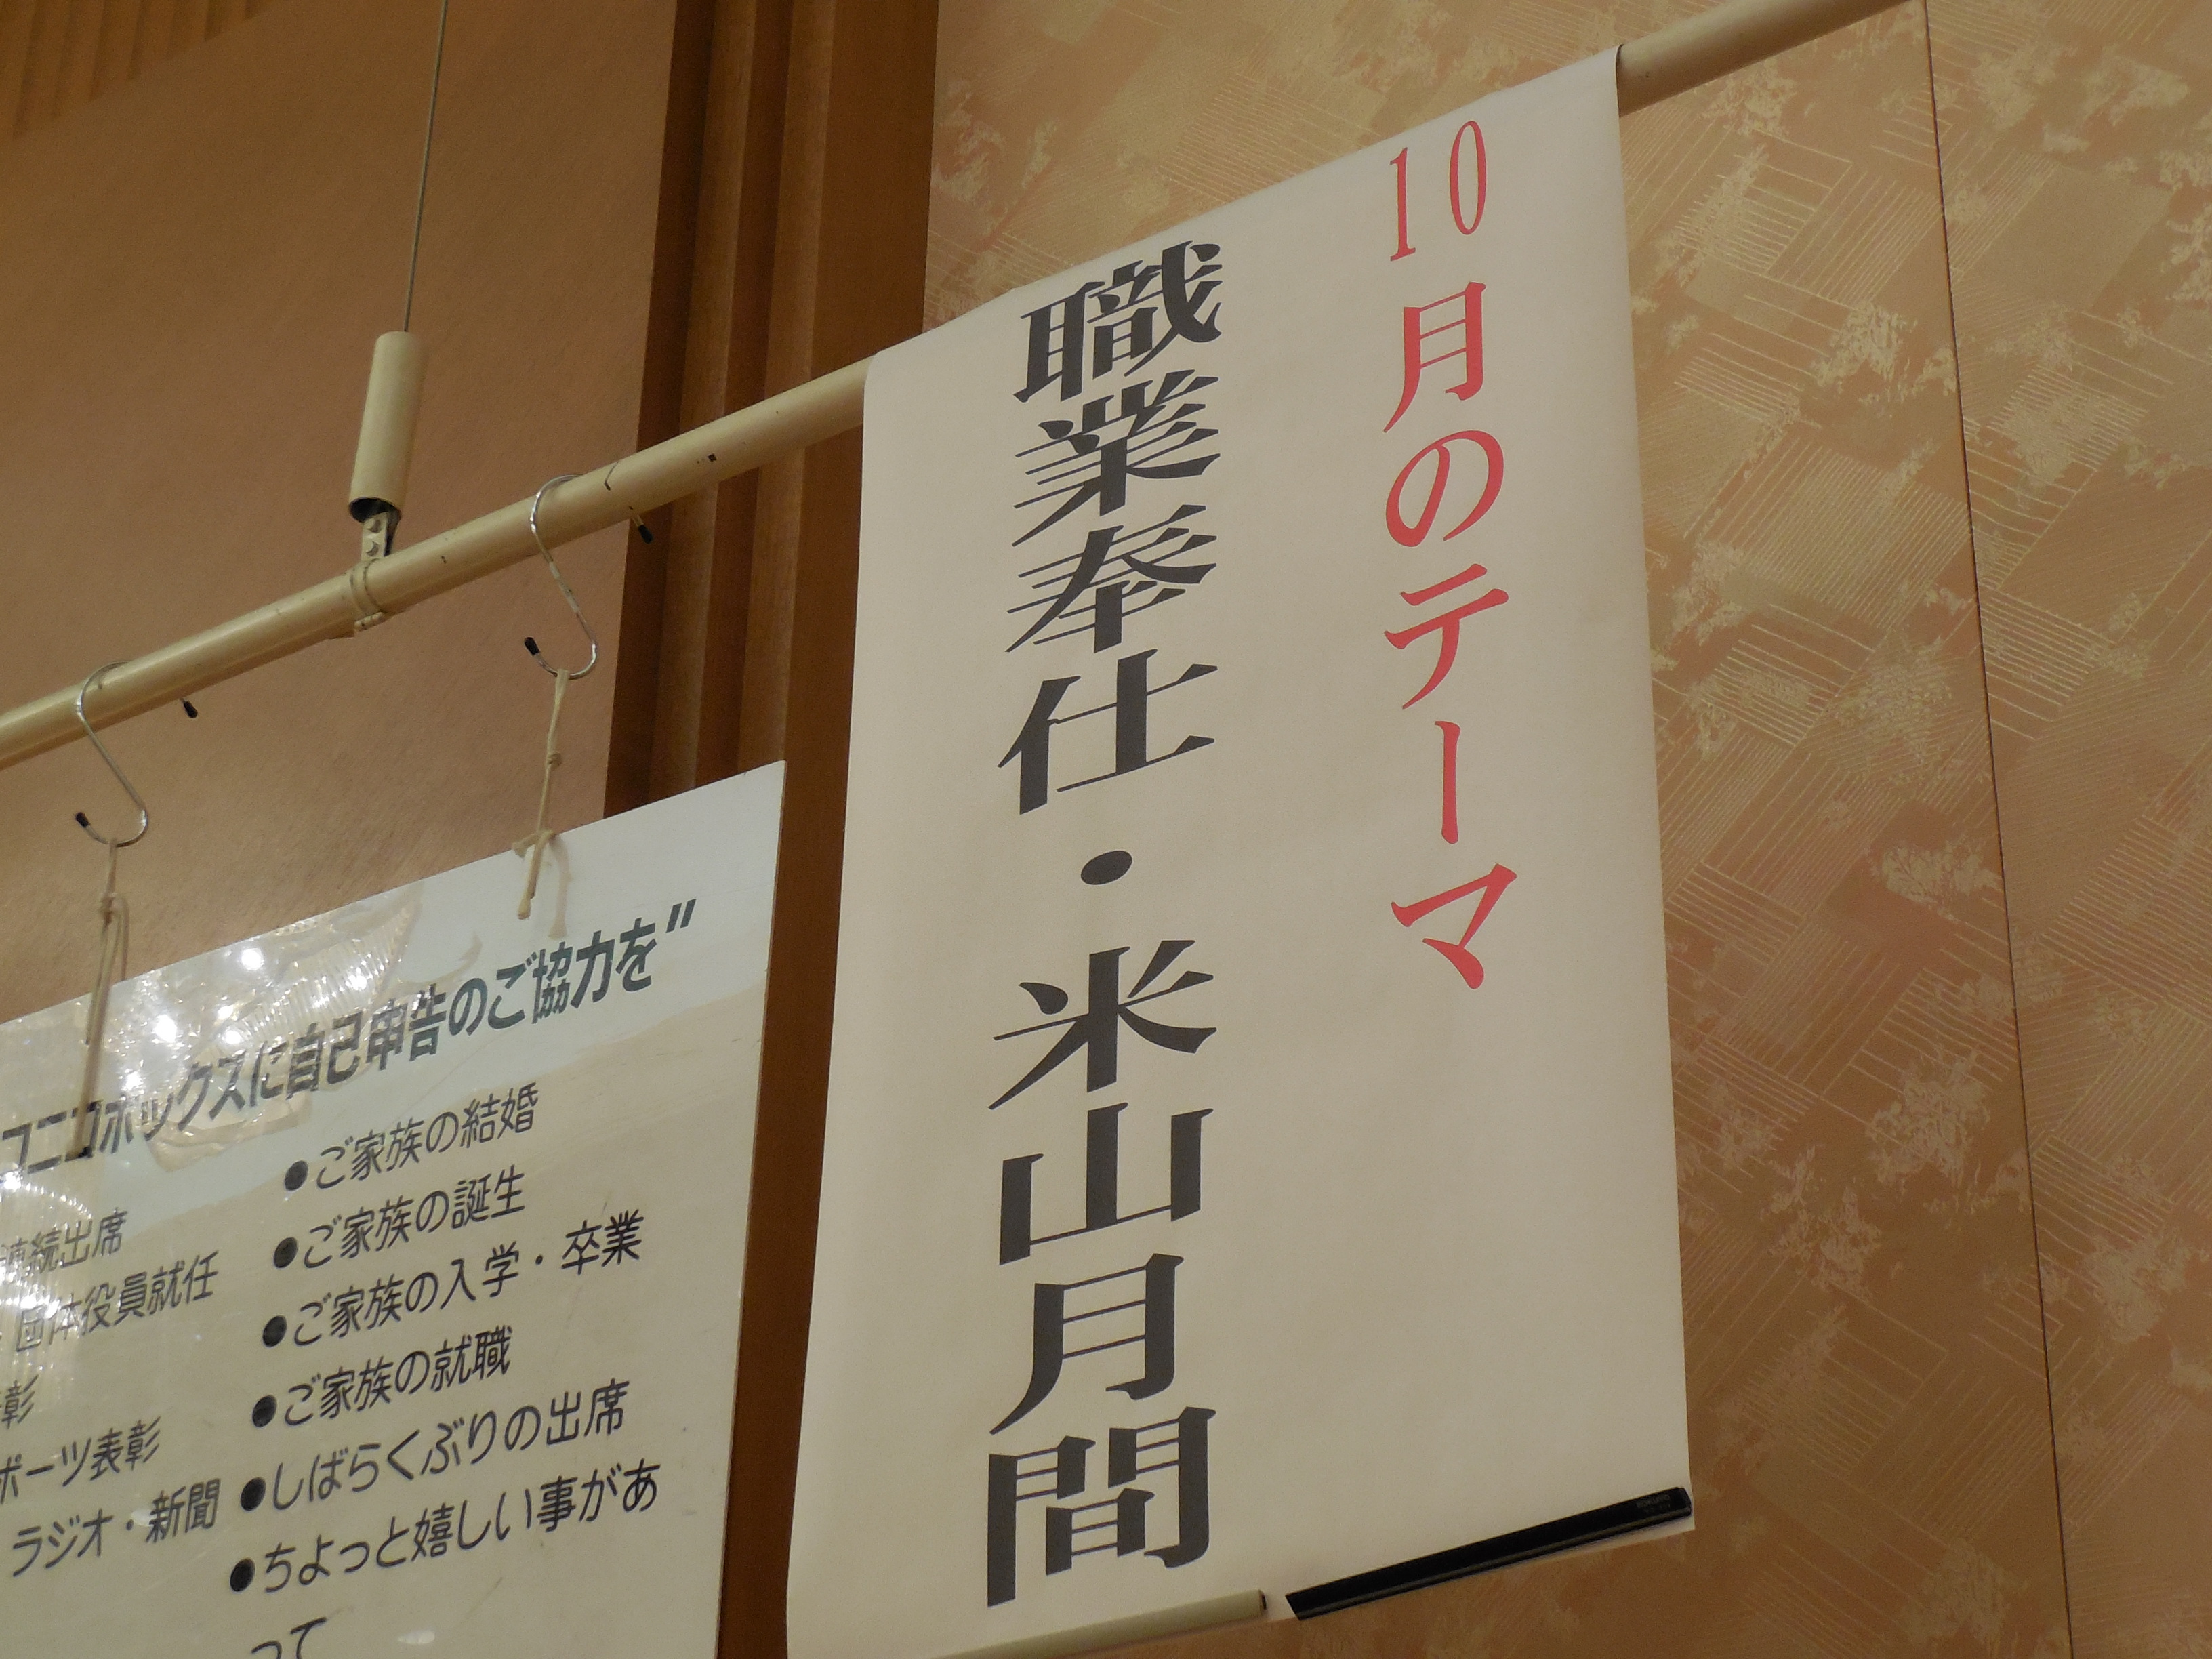 10月のテーマ
職業奉仕・米山月間
コニコボックスに自己申告のご協力を”
連続出席
団体役員就任
彰
ポーツ表彰
ラジオ・新聞
●ご家族の結婚
●ご家族の誕生
●ご家族の入学・卒業
●ご家族の就職
●しばらくぶりの出席
●ちょっと嬉しい事があ
って